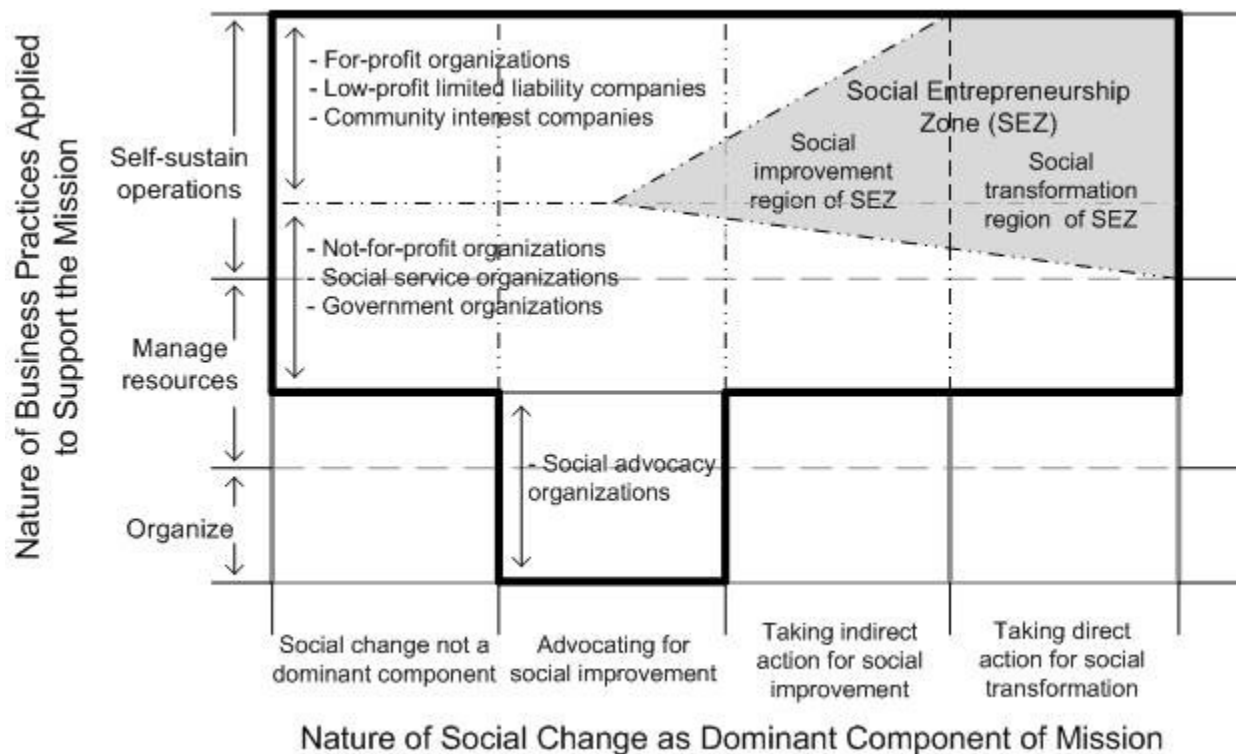 Nature of Business Practices Applied
to Support the Mission
Self-sustain
operations
Manage
resources
Organize
- For-profit organizations
- Low-profit limited liability companies
- Community interest companies
- Not-for-profit organizations
- Social service organizations
- Government organizations
- Social advocacy
organizations
Social Entrepreneurship
Zone (SEZ)
Social
improvement
region of SEZ
Social
transformation
region of SEZ
Social change not a
dominant component
Advocating for
social improvement
Taking indirect
action for social
improvement
Taking direct
action for social
transformation
Nature of Social Change as Dominant Component of Mission